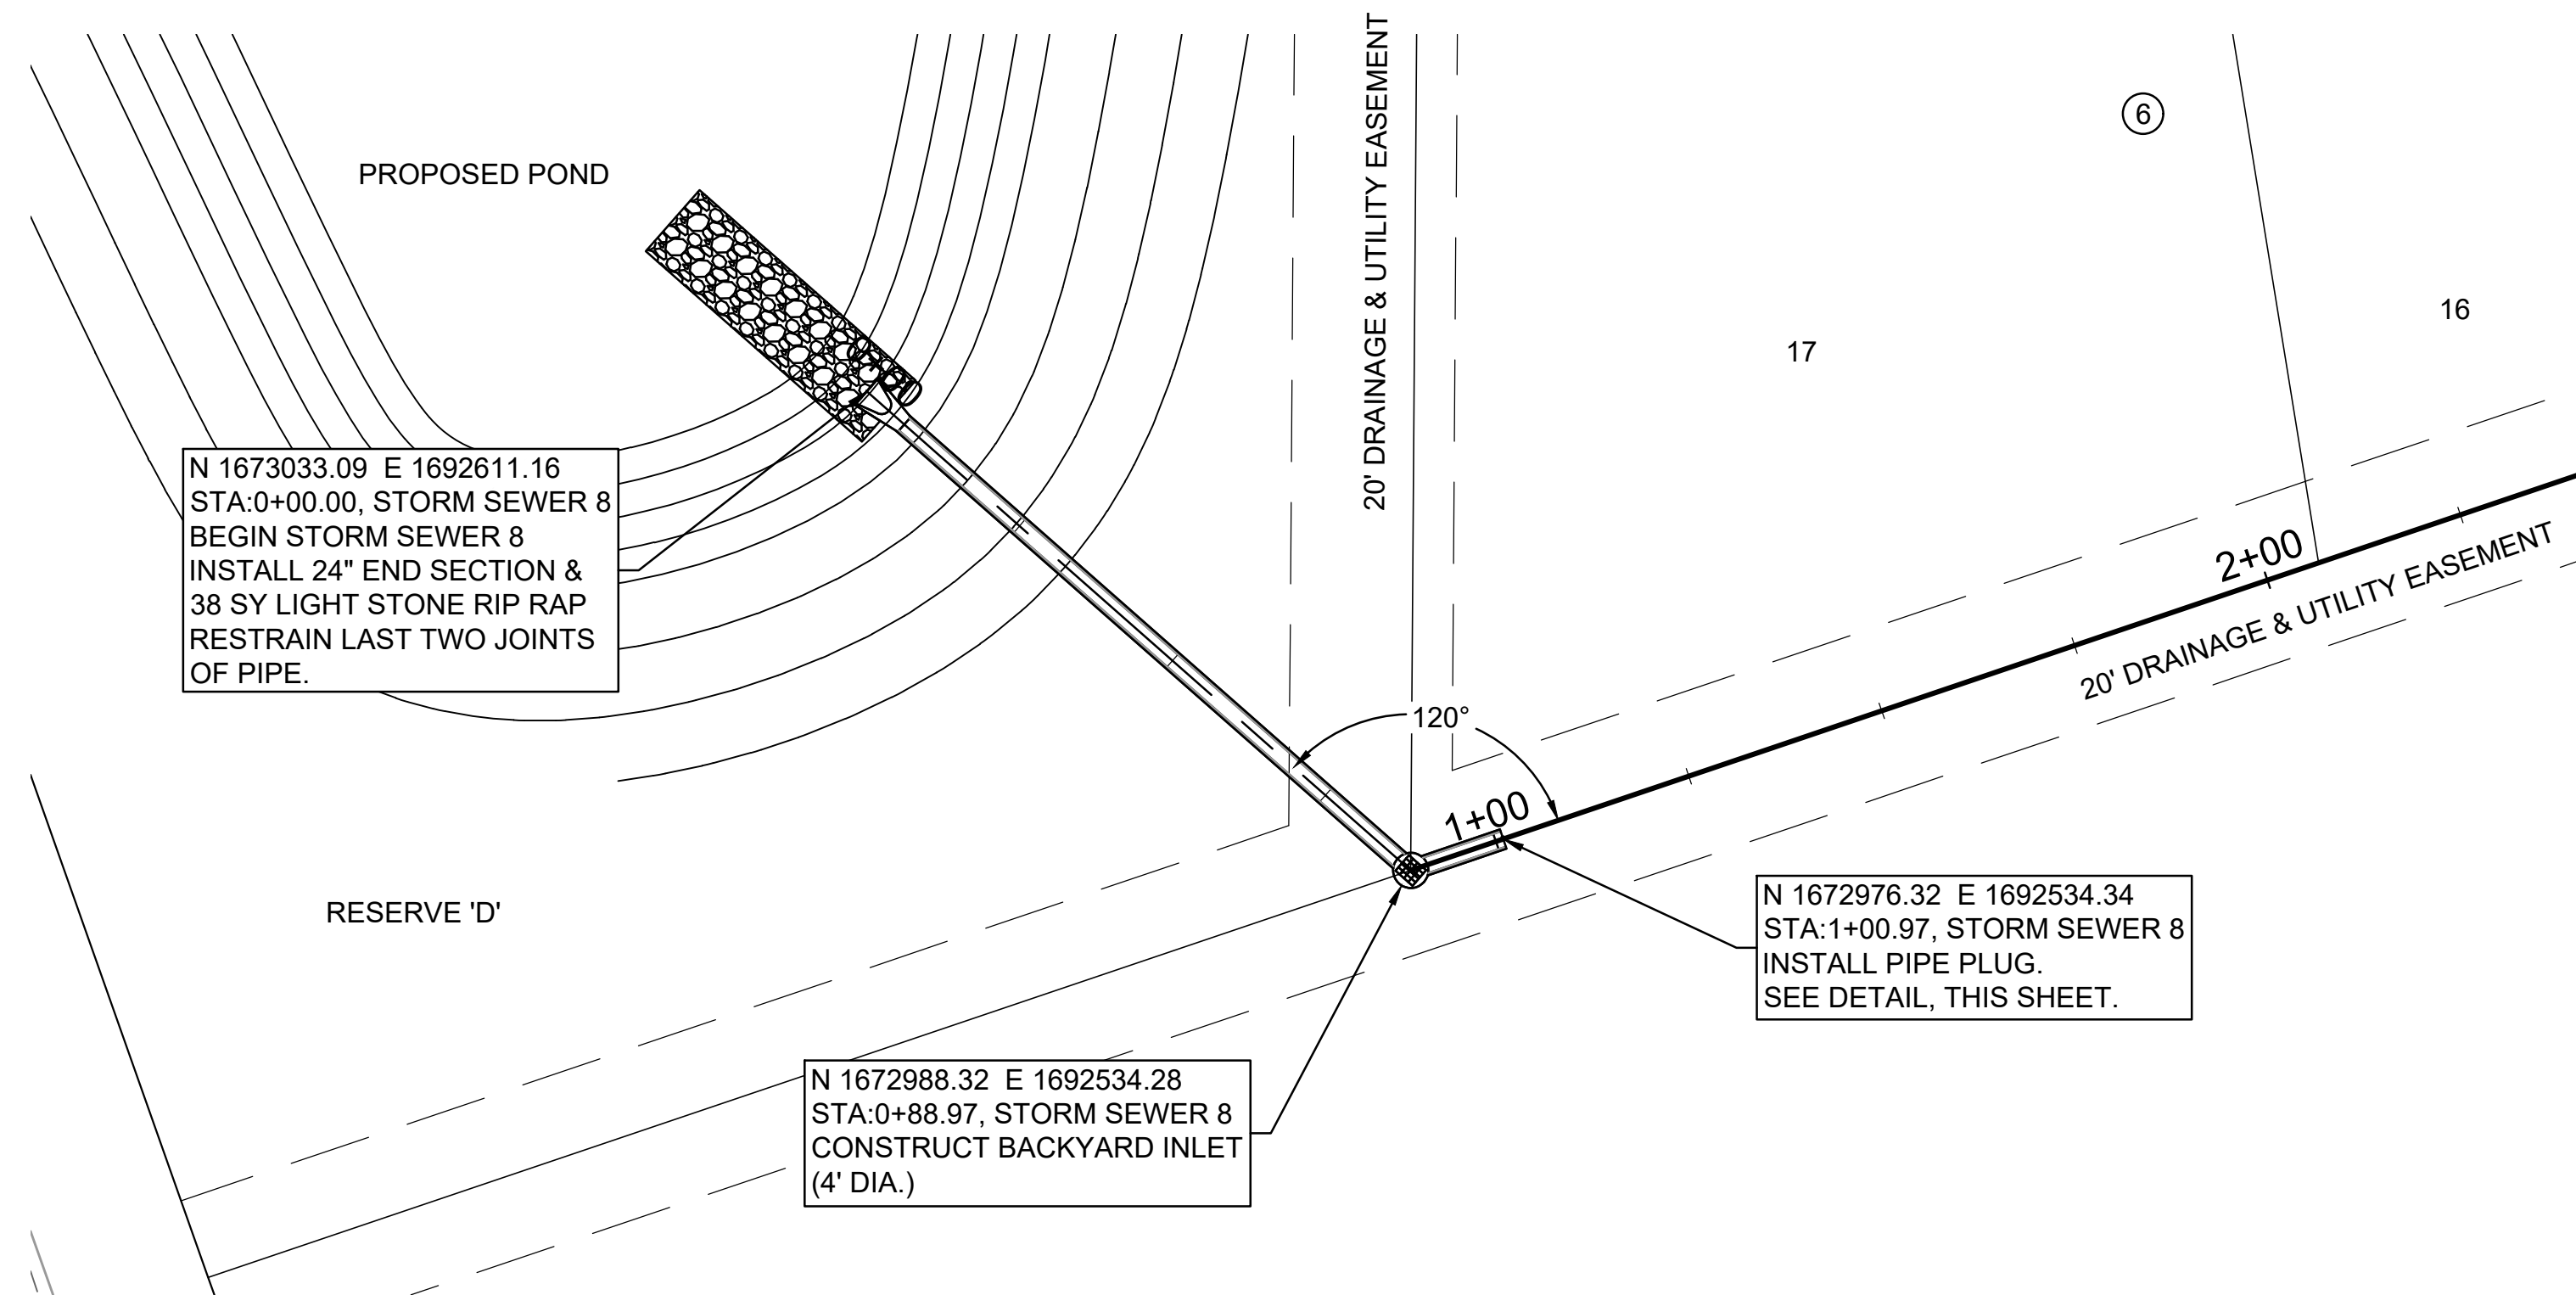 PROPOSED POND
20' DRAINAGE & UTILITY EASEMENT
6
17
16
N 1673033.09 E 1692611.16
STA:0+00.00, STORM SEWER 8
BEGIN STORM SEWER 8
INSTALL 24" END SECTION &
38 SY LIGHT STONE RIP RAP
RESTRAIN LAST TWO JOINTS
OF PIPE.
2+00
20' DRAINAGE & UTILITY EASEMENT
120°
1+00
RESERVE 'D'
N 1672976.32 E 1692534.34
STA:1+00.97, STORM SEWER 8
INSTALL PIPE PLUG.
SEE DETAIL, THIS SHEET.
N 1672988.32 E 1692534.28
STA:0+88.97, STORM SEWER 8
CONSTRUCT BACKYARD INLET
(4' DIA.)